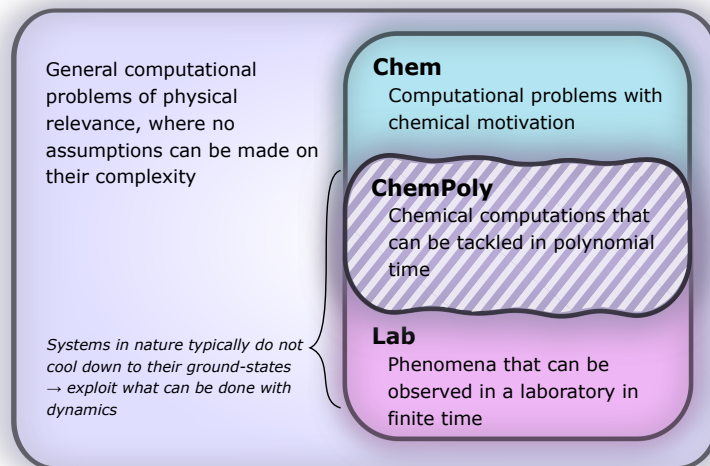 General computational
problems of physical
relevance, where no
assumptions can be made on
their complexity
Chem
Computational problems with
chemical motivation
ChemPoly
Chemical computations that
can be tackled in polynomial
time
Systems in nature typically do not
cool down to their ground-states
→ exploit what can be done with
dynamics
Lab
Phenomena that can be
observed in a laboratory in
finite time